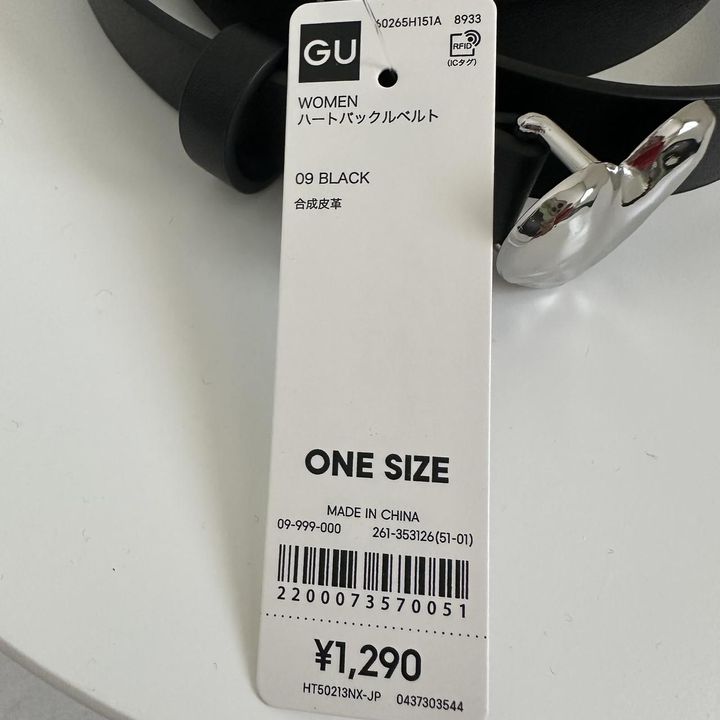 GU
60265H151A 8933
RFID
(ICタグ)
WOMEN
ハートバックルベルト
09 BLACK
合成皮革
ONE SIZE
MADE IN CHINA
09-999-000 261-353126(51-01)
2200073570051
¥1,290
HT50213NX-JP 0437303544